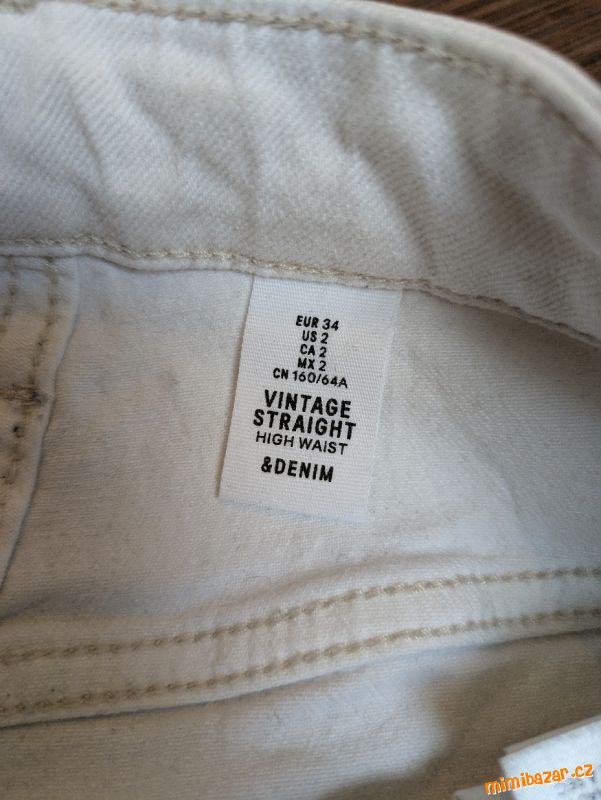 EUR 34
US 2
CA 2
MX 2
CN 160/64A
VINTAGE
STRAIGHT
HIGH WAIST
&DENIM
mimibazar.cz